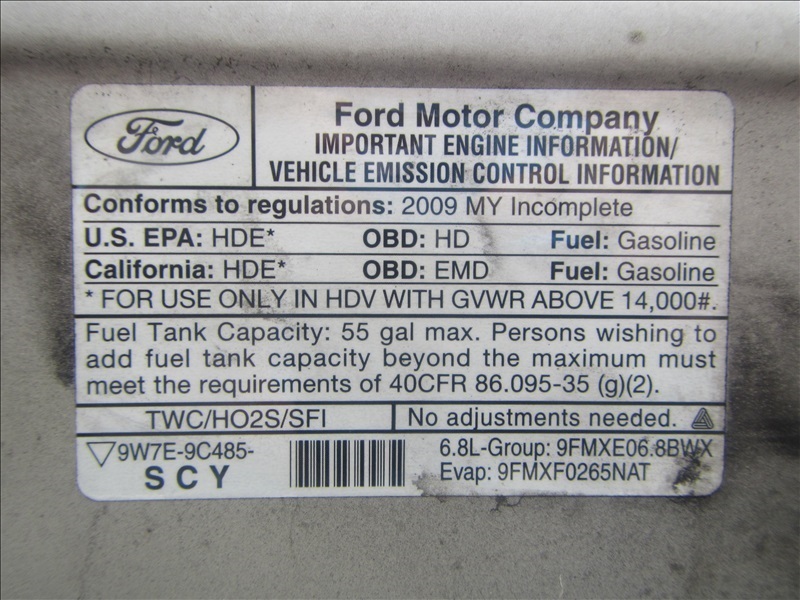 Ford
Ford Motor Company
IMPORTANT ENGINE INFORMATION/
VEHICLE EMISSION CONTROL INFORMATION
Conforms to regulations: 2009 MY Incomplete
U.S. EPA: HDE* OBD: HD Fuel: Gasoline
California: HDE* OBD: EMD Fuel: Gasoline
* FOR USE ONLY IN HDV WITH GVWR ABOVE 14,000#.
Fuel Tank Capacity: 55 gal max. Persons wishing to
add fuel tank capacity beyond the maximum must
meet the requirements of 40CFR 86.095-35 (g)(2).
TWC/HO2S/SFI No adjustments needed.
9W7E-9C485-
SCY
6.8L-Group: 9FMXE06.8BWX
Evap: 9FMXF0265NAT